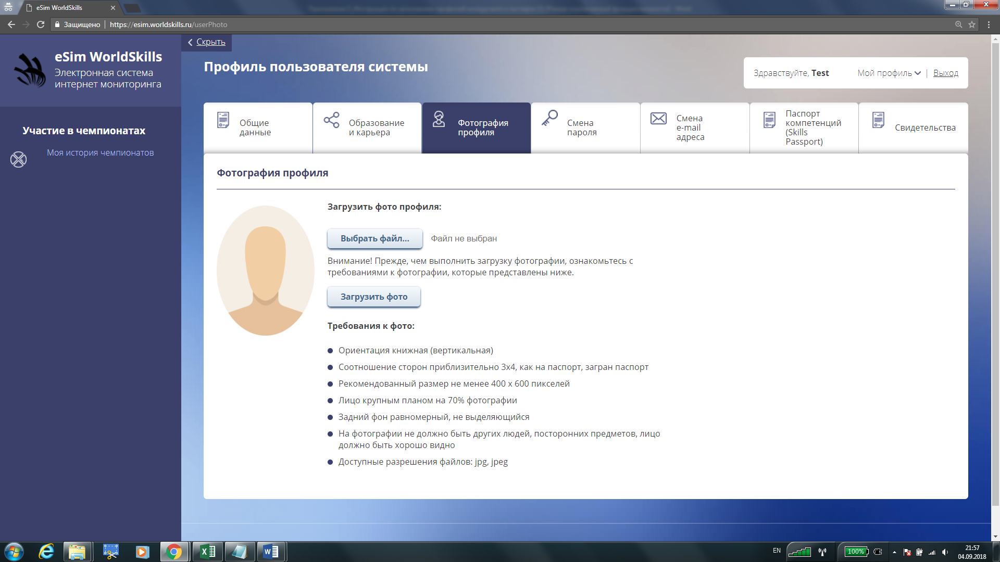 eSim WorldSkills
Защищено
https://esim.worldskills.ru/userPhoto
Скрыть
eSim WorldSkills
Электронная система
интернет мониторинга
Участие в чемпионатах
Моя история чемпионатов
Профиль пользователя системы
Здравствуйте, Test
Мой профиль
Выход
Общие
данные
Образование
и карьера
Фотография
профиля
Смена
пароля
Смена
e-mail
адреса
Паспорт
компетенций
(Skills
Passport)
Свидетельства
Фотография профиля
Загрузить фото профиля:
Выбрать файл...
Файл не выбран
Внимание! Прежде, чем выполнить загрузку фотографии, ознакомьтесь с
требованиями к фотографии, которые представлены ниже.
Загрузить фото
Требования к фото:
Ориентация книжная (вертикальная)
Соотношение сторон приблизительно 3х4, как на паспорт, загран паспорт
Рекомендованный размер не менее 400 x 600 пикселей
Лицо крупным планом на 70% фотографии
Задний фон равномерный, не выделяющийся
На фотографии не должно быть других людей, посторонних предметов, лицо
должно быть хорошо видно
Доступные разрешения файлов: jpg, jpeg
EN
100%
21:57
04.09.2018